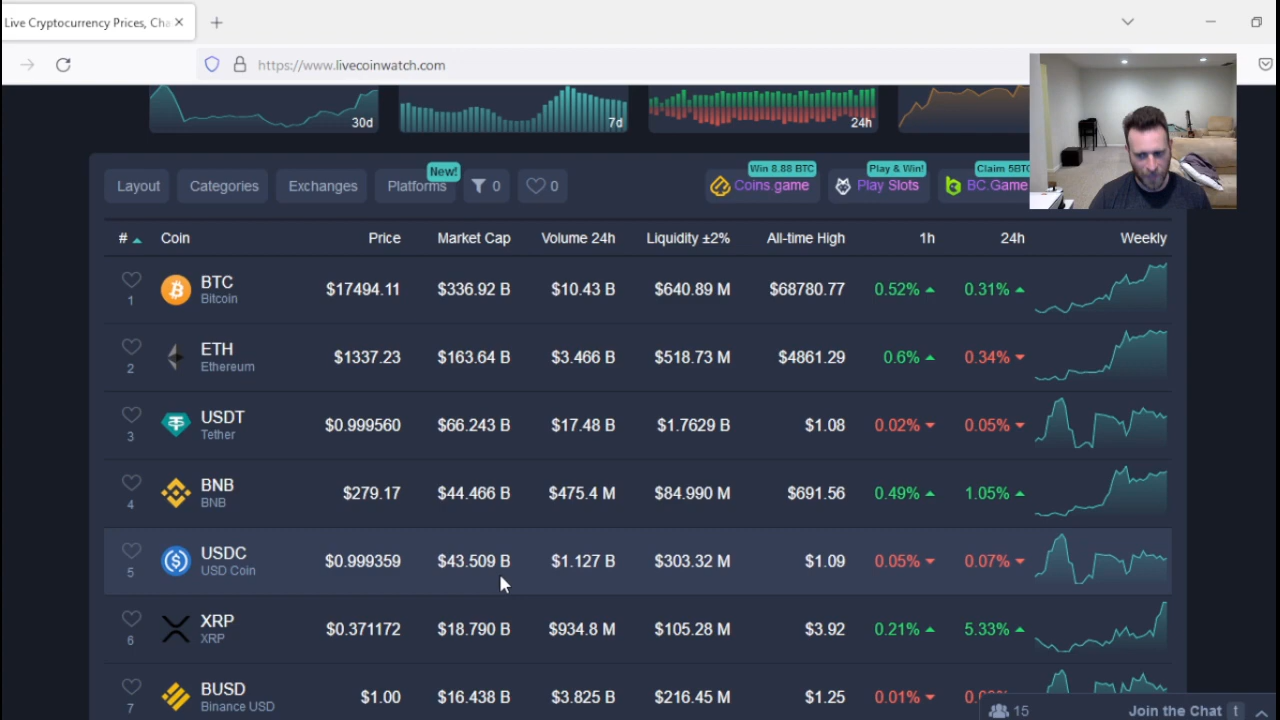 Live Cryptocurrency Prices, Cha
https://www.livecoinwatch.com
30d
7d
24h
Layout
Categories
Exchanges
Platforms
New!
0
0
Win 8.88 BTC
Coins.game
Play & Win!
Play Slots
Claim 5BTC
BC.Game
# Coin Price Market Cap Volume 24h Liquidity ±2% All-time High 1h 24h Weekly
1 BTC Bitcoin $17494.11 $336.92 B $10.43 B $640.89 M $68780.77 0.52% 0.31%
2 ETH Ethereum $1337.23 $163.64 B $3.466 B $518.73 M $4861.29 0.6% 0.34%
3 USDT Tether $0.999560 $66.243 B $17.48 B $1.7629 B $1.08 0.02% 0.05%
4 BNB BNB $279.17 $44.466 B $475.4 M $84.990 M $691.56 0.49% 1.05%
5 USDC USD Coin $0.999359 $43.509 B $1.127 B $303.32 M $1.09 0.05% 0.07%
6 XRP XRP $0.371172 $18.790 B $934.8 M $105.28 M $3.92 0.21% 5.33%
7 BUSD Binance USD $1.00 $16.438 B $3.825 B $216.45 M $1.25 0.01%
15 Join the Chat t